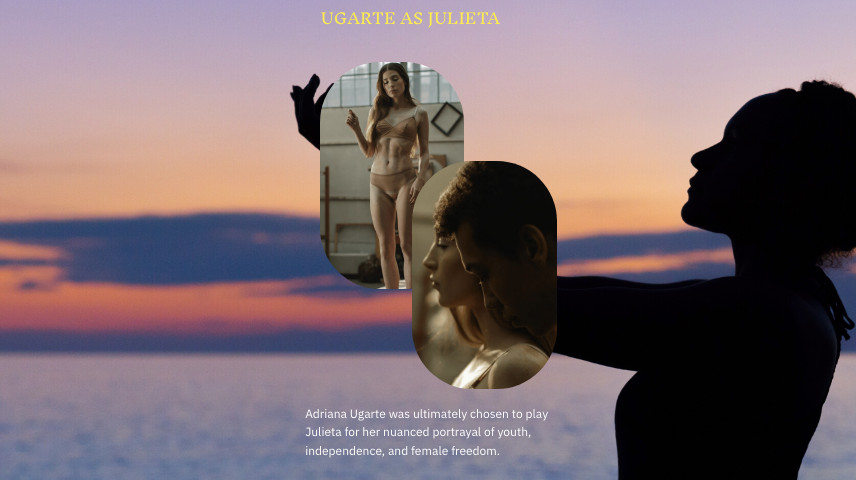 UGARTE AS JULIETA
Adriana Ugarte was ultimately chosen to play
Julieta for her nuanced portrayal of youth,
independence, and female freedom.